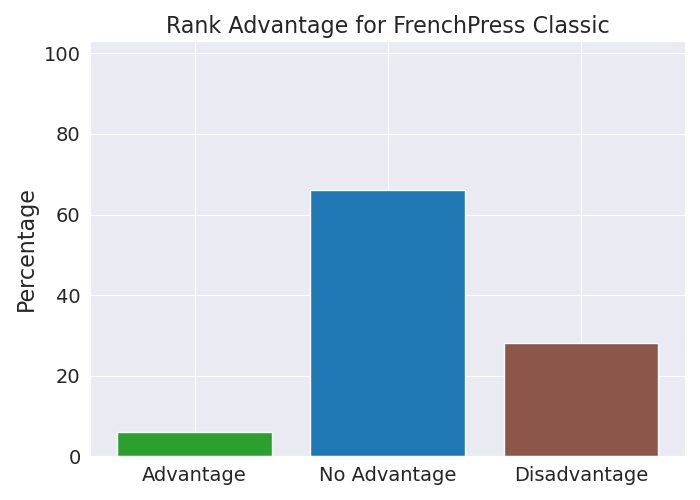 Rank Advantage for FrenchPress Classic
100
80
60
40
20
0
Percentage
Advantage
No Advantage
Disadvantage